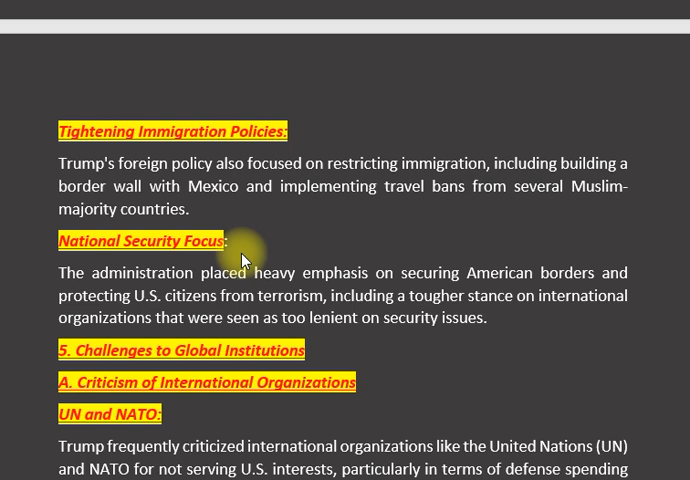 Tightening Immigration Policies:
Trump's foreign policy also focused on restricting immigration, including building a
border wall with Mexico and implementing travel bans from several Muslim-
majority countries.
National Security Focus:
The administration placed heavy emphasis on securing American borders and
protecting U.S. citizens from terrorism, including a tougher stance on international
organizations that were seen as too lenient on security issues.
5. Challenges to Global Institutions
A. Criticism of International Organizations
UN and NATO:
Trump frequently criticized international organizations like the United Nations (UN)
and NATO for not serving U.S. interests, particularly in terms of defense spending